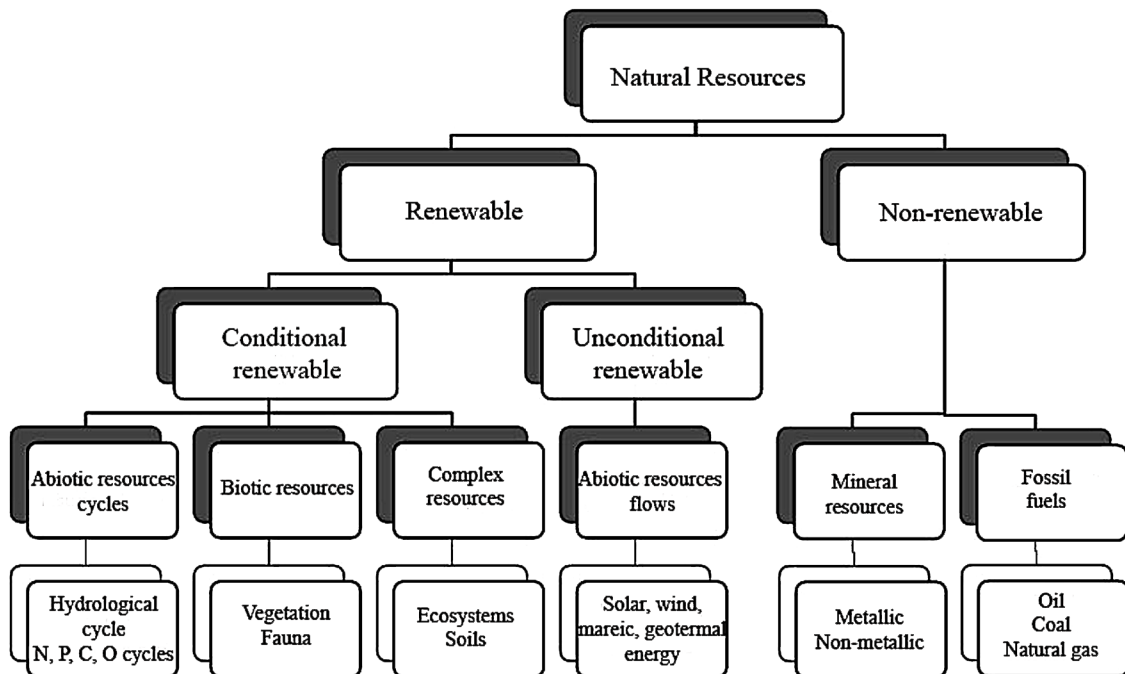 Natural Resources
Renewable
Non-renewable
Conditional
renewable
Unconditional
renewable
Abiotic resources
cycles
Biotic resources
Complex
resources
Abiotic resources
flows
Mineral
resources
Fossil
fuels
Hydrological
cycle
N, P, C, O cycles
Vegetation
Fauna
Ecosystems
Soils
Solar, wind,
mareic, geotermal
energy
Metallic
Non-metallic
Oil
Coal
Natural gas